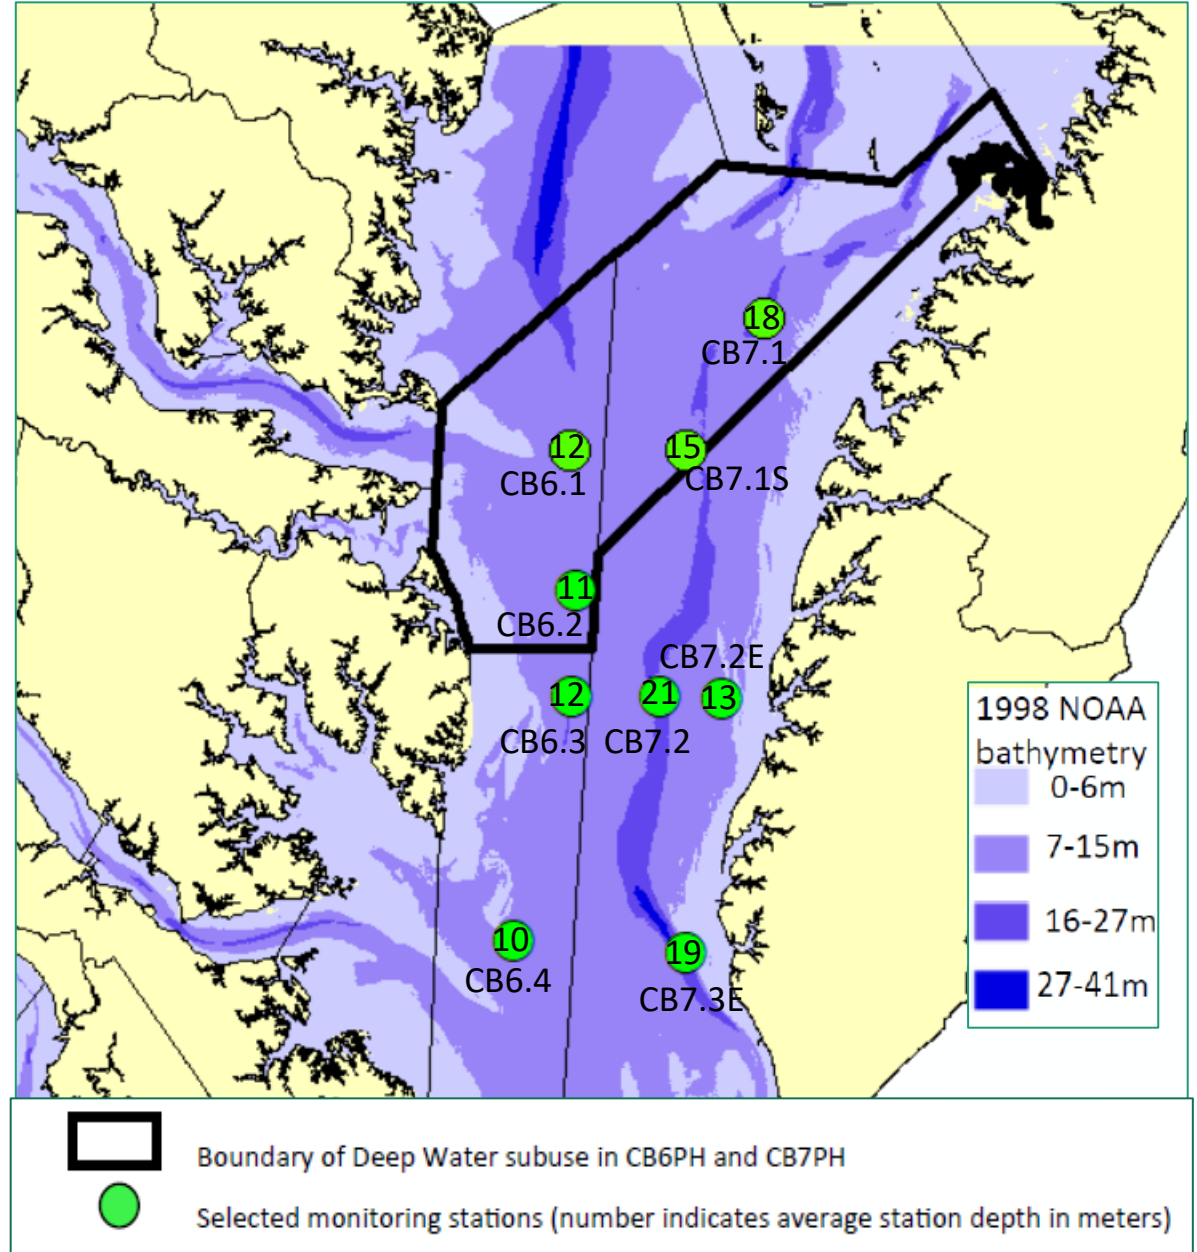 18
CB7.1
12
15
CB6.1
CB7.1S
11
CB6.2
CB7.2E
12
21
13
CB6.3
CB7.2
10
CB6.4
19
CB7.3E
1998 NOAA
bathymetry
0-6m
7-15m
16-27m
27-41m
Boundary of Deep Water subuse in CB6PH and CB7PH
Selected monitoring stations (number indicates average station depth in meters)